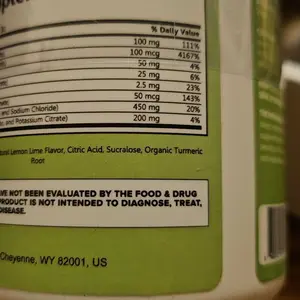 % Daily Value
100 mg 111%
100 mcg 4167%
50 mg 4%
25 mg 6%
2.5 mg 23%
50 mcg 143%
and Sodium Chloride) 450 mg 20%
and Potassium Citrate) 200 mg 4%
Lemon Lime Flavor, Citric Acid, Sucralose, Organic Turmeric
Root
VE NOT BEEN EVALUATED BY THE FOOD & DRUG
PRODUCT IS NOT INTENDED TO DIAGNOSE, TREAT,
DISEASE.
Cheyenne, WY 82001, US